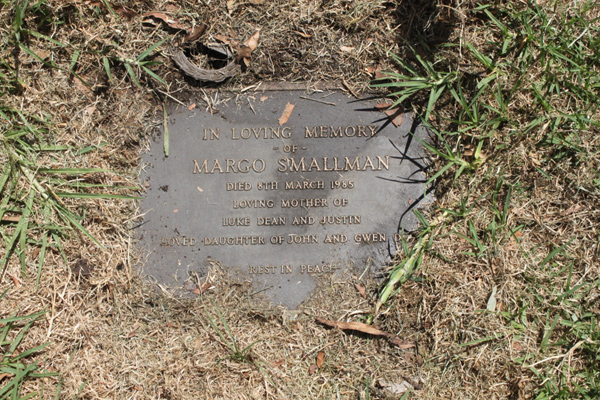 IN LOVING MEMORY
- OF -
MARGO SMALLMAN
DIED 8TH MARCH 1985
LOVING MOTHER OF
LUKE DEAN AND JUSTIN
LOVED DAUGHTER OF JOHN AND GWEN
REST IN PEACE